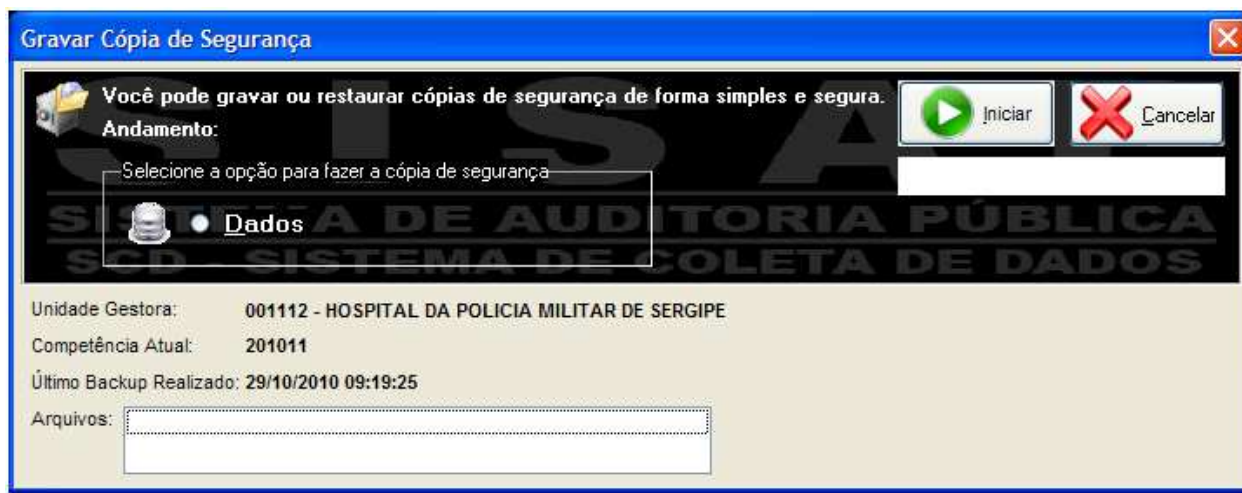 Gravar Cópia de Segurança
Você pode gravar ou restaurar cópias de segurança de forma simples e segura.
Andamento:
Iniciar
Cancelar
Selecione a opção para fazer a cópia de segurança
Dados
SISAP
SISTEMA DE AUDITORIA PÚBLICA
SCD - SISTEMA DE COLETA DE DADOS
Unidade Gestora: 001112 - HOSPITAL DA POLICIA MILITAR DE SERGIPE
Competência Atual: 201011
Último Backup Realizado: 29/10/2010 09:19:25
Arquivos: